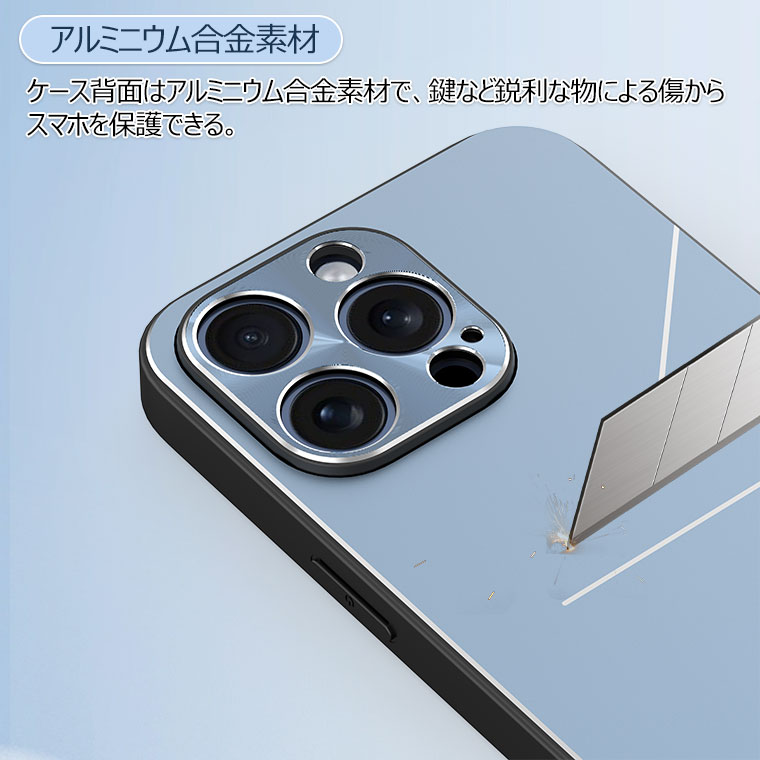 アルミニウム合金素材
ケース背面はアルミニウム合金素材で、鍵など鋭利な物による傷から
スマホを保護できる。